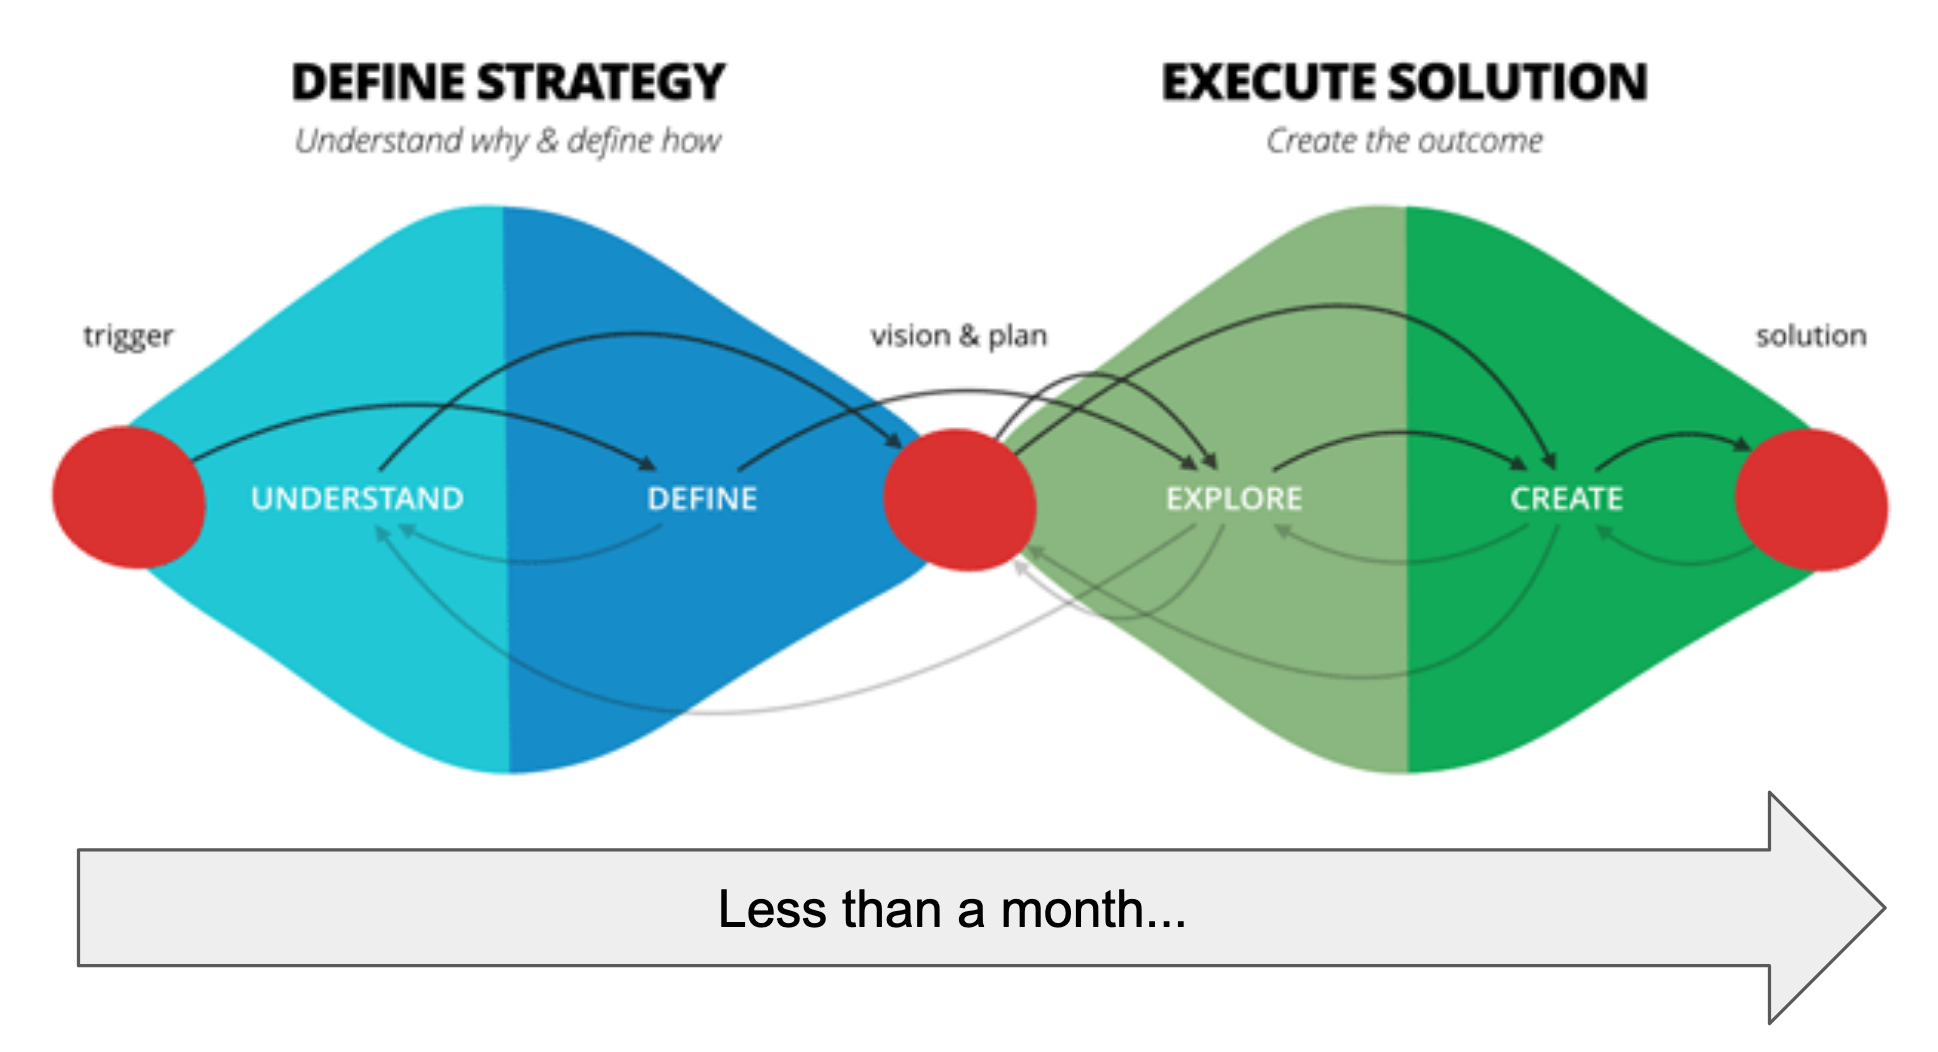 DEFINE STRATEGY
Understand why & define how
EXECUTE SOLUTION
Create the outcome
trigger
vision & plan
solution
UNDERSTAND
DEFINE
EXPLORE
CREATE
Less than a month...